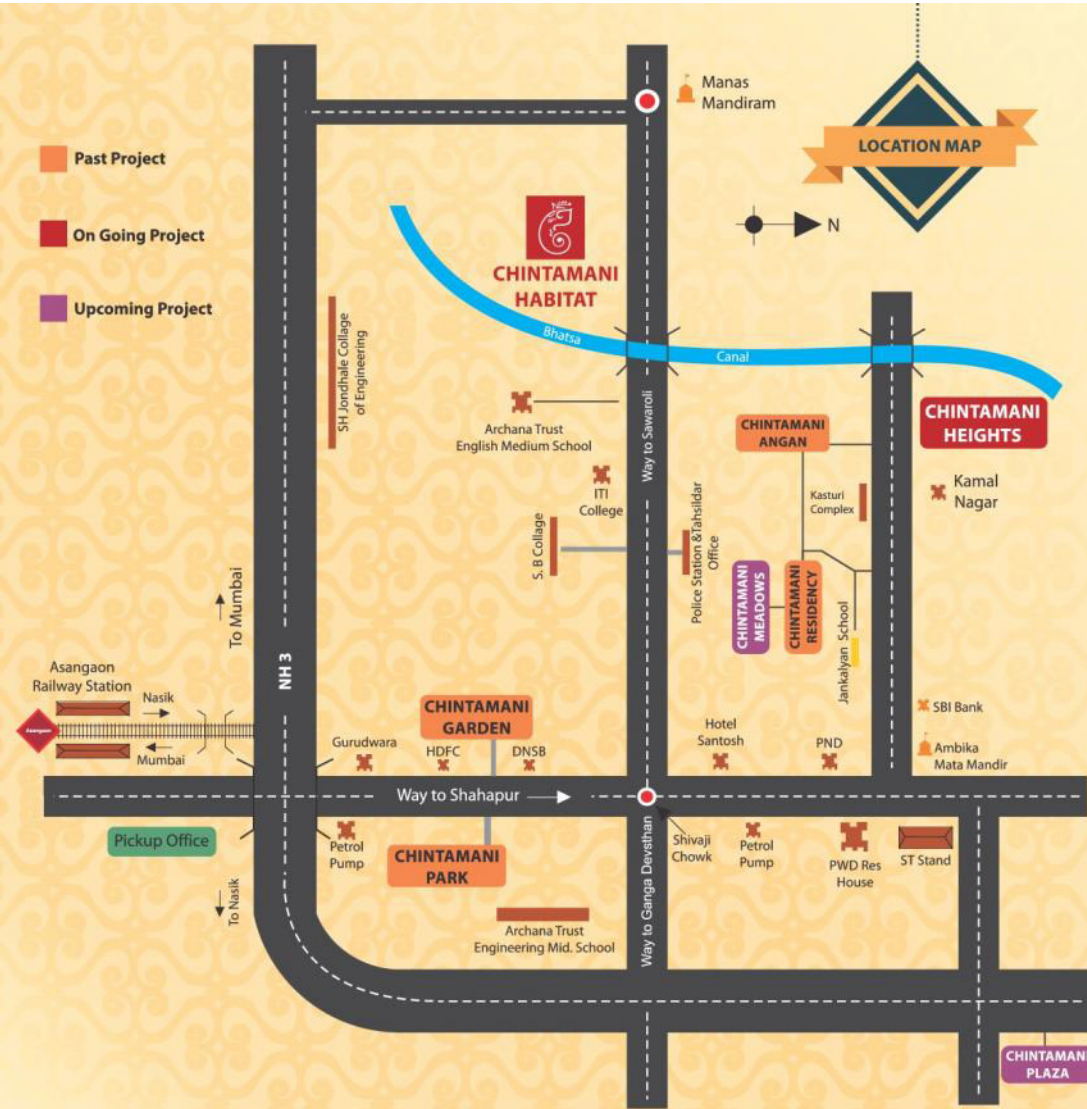 Manas
Mandiram
LOCATION MAP
N
Past Project
On Going Project
Upcoming Project
CHINTAMANI
HABITAT
Bhatsa
Canal
SH Jondhale Collage
of Engineering
Archana Trust
English Medium School
Way to Sawaroli
CHINTAMANI
ANGAN
CHINTAMANI
HEIGHTS
ITI
College
Kasturi
Complex
Kamal
Nagar
S. B Collage
Police Station &Tahsildar
Office
CHINTAMANI
MEADOWS
CHINTAMANI
RESIDENCY
Jankalyan School
To Mumbai
NH 3
Asangaon
Railway Station
Nasik
Asangaon
Mumbai
CHINTAMANI
GARDEN
Gurudwara
HDFC
DNSB
Hotel
Santosh
PND
SBI Bank
Ambika
Mata Mandir
Way to Shahapur
Pickup Office
Petrol
Pump
CHINTAMANI
PARK
Shivaji
Chowk
Petrol
Pump
PWD Res
House
ST Stand
To Nasik
Archana Trust
Engineering Mid. School
Way to Ganga Devsthan
CHINTAMANI
PLAZA